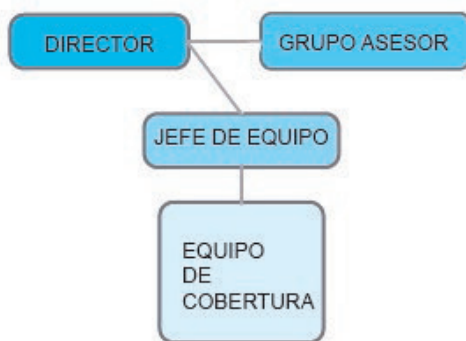 DIRECTOR
GRUPO ASESOR
JEFE DE EQUIPO
EQUIPO
DE
COBERTURA